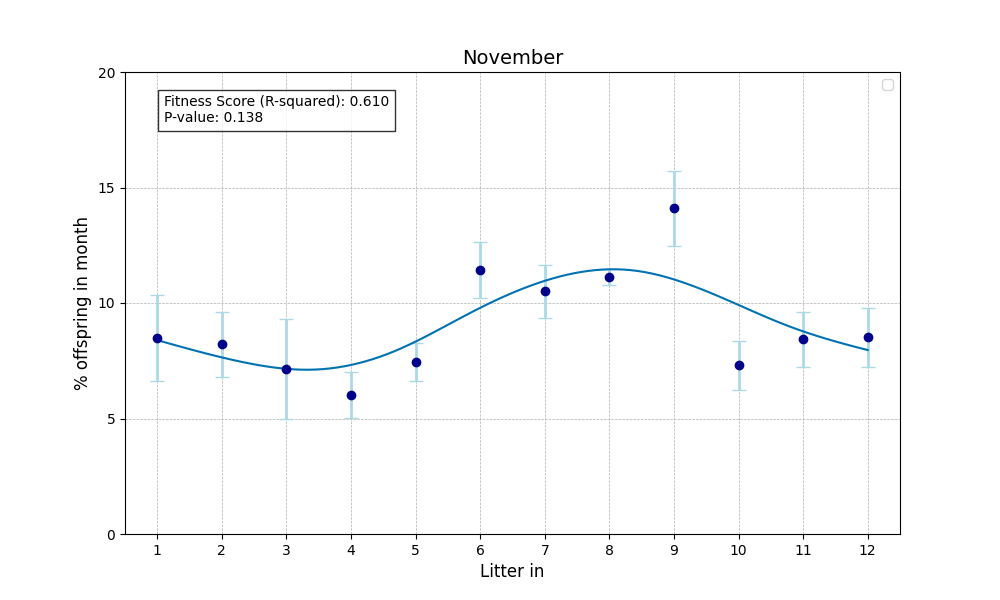 November
Fitness Score (R-squared): 0.610
P-value: 0.138
% offspring in month
20
15
10
5
0
1 2 3 4 5 6 7 8 9 10 11 12
Litter in